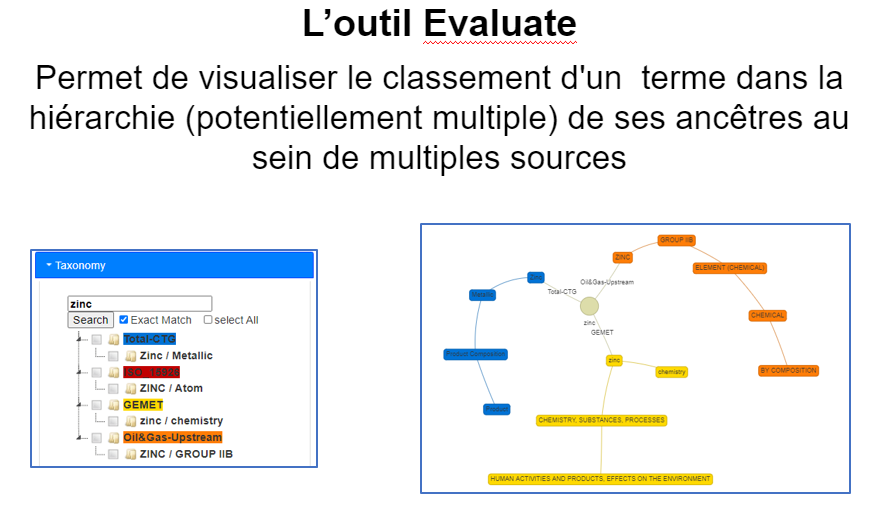 L’outil Evaluate
Permet de visualiser le classement d'un  terme dans la
hiérarchie (potentiellement multiple) de ses ancêtres au
sein de multiples sources
Taxonomy
zinc
Search Exact Match select All
Total-CTG
Zinc / Metallic
ISO_15926
ZINC / Atom
GEMET
zinc / chemistry
Oil&Gas-Upstream
ZINC / GROUP IIB
GROUP IIB
ZINC
ELEMENT (CHEMICAL)
Zinc
Oil&Gas-Upstream
Total-CTG
CHEMICAL
zinc
GEMET
Product Composition
zinc
chemistry
BY COMPOSITION
Product
CHEMISTRY, SUBSTANCES, PROCESSES
HUMAN ACTIVITIES AND PRODUCTS, EFFECTS ON THE ENVIRONMENT